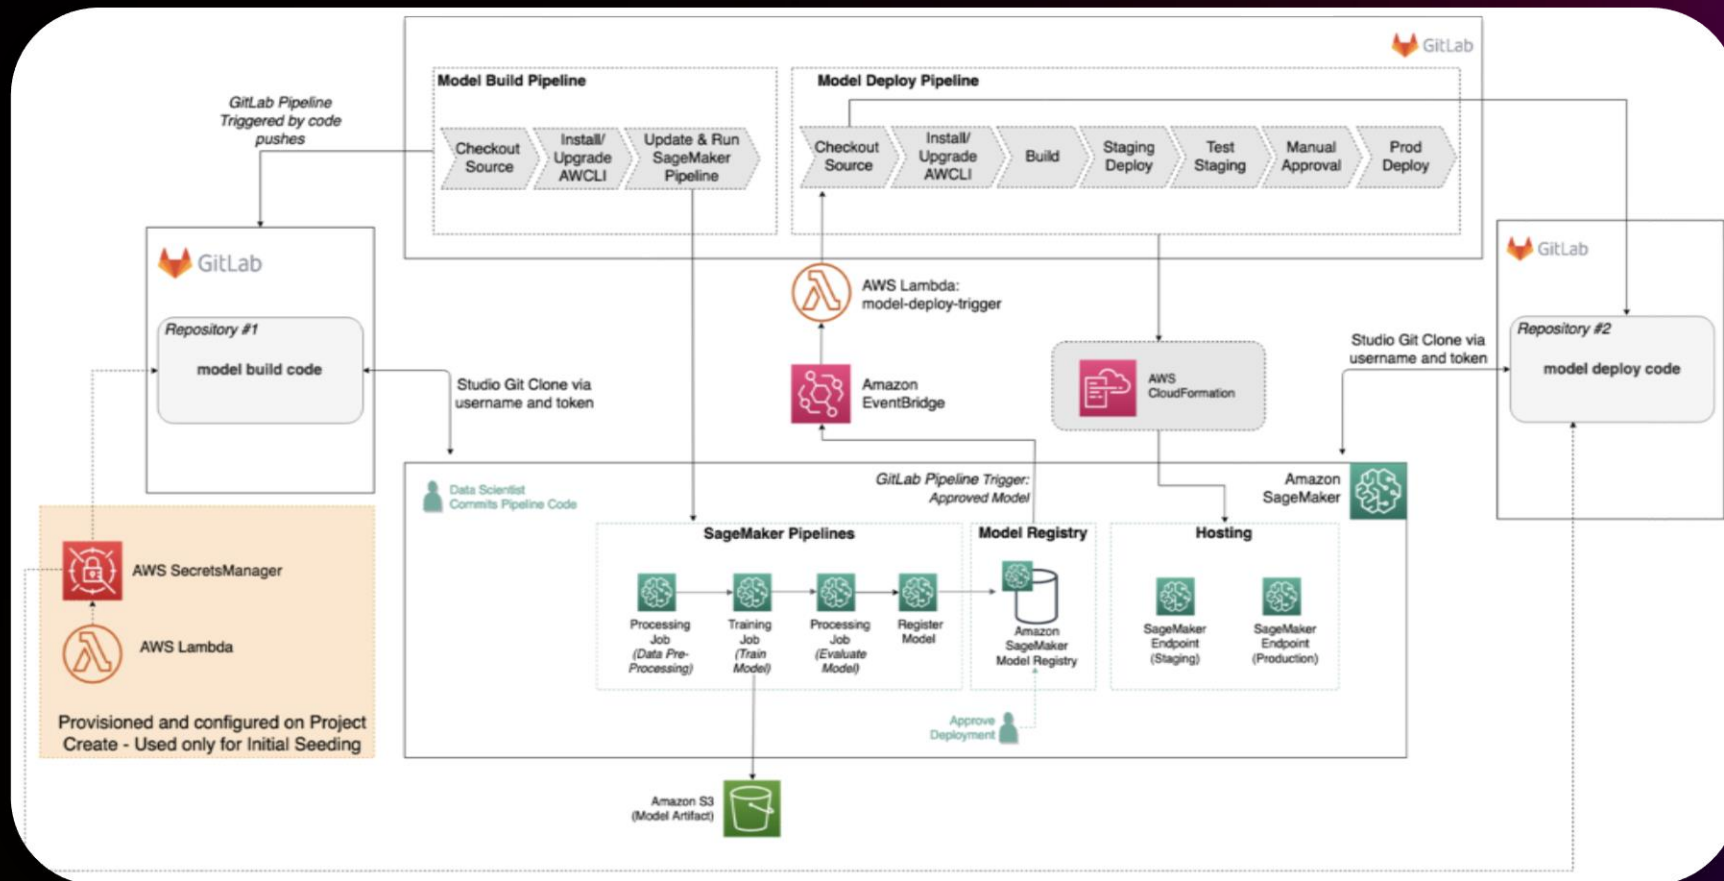 GitLab
Model Build Pipeline
Model Deploy Pipeline
GitLab Pipeline
Triggered by code
pushes
Checkout
Source
Install/
Upgrade
AWCLI
Update & Run
SageMaker
Pipeline
Checkout
Source
Install/
Upgrade
AWCLI
Build
Staging
Deploy
Test
Staging
Manual
Approval
Prod
Deploy
GitLab
Repository #1
model build code
AWS Lambda:
model-deploy-trigger
GitLab
Repository #2
model deploy code
Studio Git Clone via
username and token
Amazon
EventBridge
AWS
CloudFormation
Studio Git Clone via
username and token
Data Scientist
Commits Pipeline Code
GitLab Pipeline Trigger:
Approved Model
Amazon
SageMaker
AWS SecretsManager
AWS Lambda
Provisioned and configured on Project
Create - Used only for Initial Seeding
SageMaker Pipelines
Processing
Job
(Data Pre-
Processing)
Training
Job
(Train
Model)
Processing
Job
(Evaluate
Model)
Register
Model
Model Registry
Amazon
SageMaker
Model Registry
Hosting
SageMaker
Endpoint
(Staging)
SageMaker
Endpoint
(Production)
Approve
Deployment
Amazon S3
(Model Artifact)